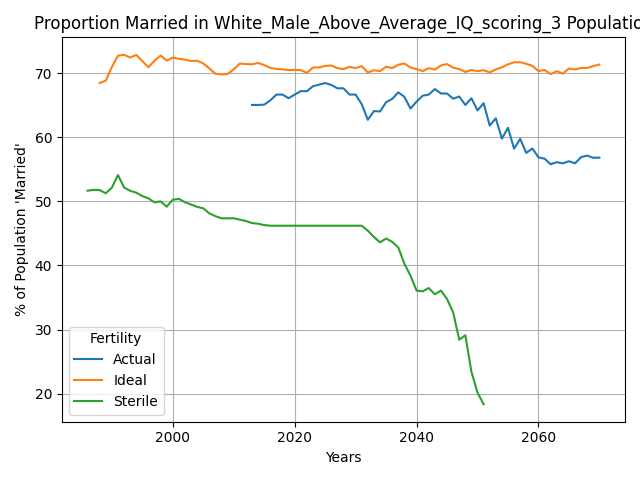 Proportion Married in White_Male_Above_Average_IQ_scoring_3 Populatio
% of Population 'Married'
70
60
50
40
30
20
Fertility
Actual
Ideal
Sterile
2000 2020 2040 2060
Years